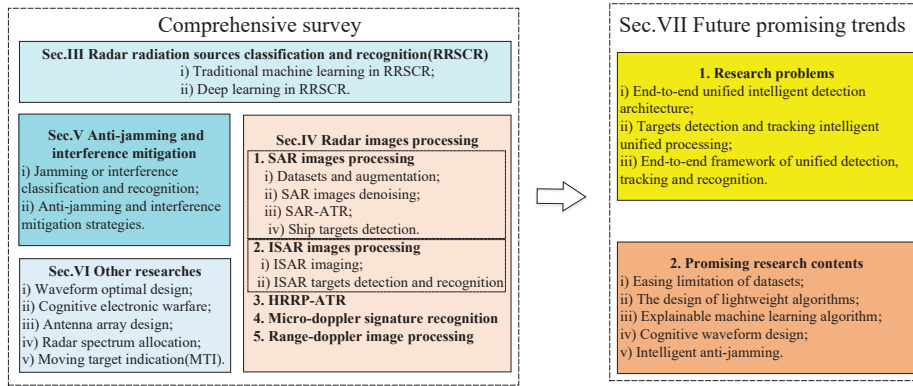 Comprehensive survey
Sec.III Radar radiation sources classification and recognition(RRSCR)
i) Traditional machine learning in RRSCR;
ii) Deep learning in RRSCR.
Sec.V Anti-jamming and
interference mitigation
i) Jamming or interference
classification and recognition;
ii) Anti-jamming and interference
mitigation strategies.
Sec.VI Other researches
i) Waveform optimal design;
ii) Cognitive electronic warfare;
iii) Antenna array design;
iv) Radar spectrum allocation;
v) Moving target indication(MTI).
Sec.IV Radar images processing
1. SAR images processing
i) Datasets and augmentation;
ii) SAR images denoising;
iii) SAR-ATR;
iv) Ship targets detection.
2. ISAR images processing
i) ISAR imaging;
ii) ISAR targets detection and recognition
3. HRRP-ATR
4. Micro-doppler signature recognition
5. Range-doppler image processing
Sec.VII Future promising trends
1. Research problems
i) End-to-end unified intelligent detection
architecture;
ii) Targets detection and tracking intelligent
unified processing;
iii) End-to-end framework of unified detection,
tracking and recognition.
2. Promising research contents
i) Easing limitation of datasets;
ii) The design of lightweight algorithms;
iii) Explainable machine learning algorithm;
iv) Cognitive waveform design;
v) Intelligent anti-jamming.